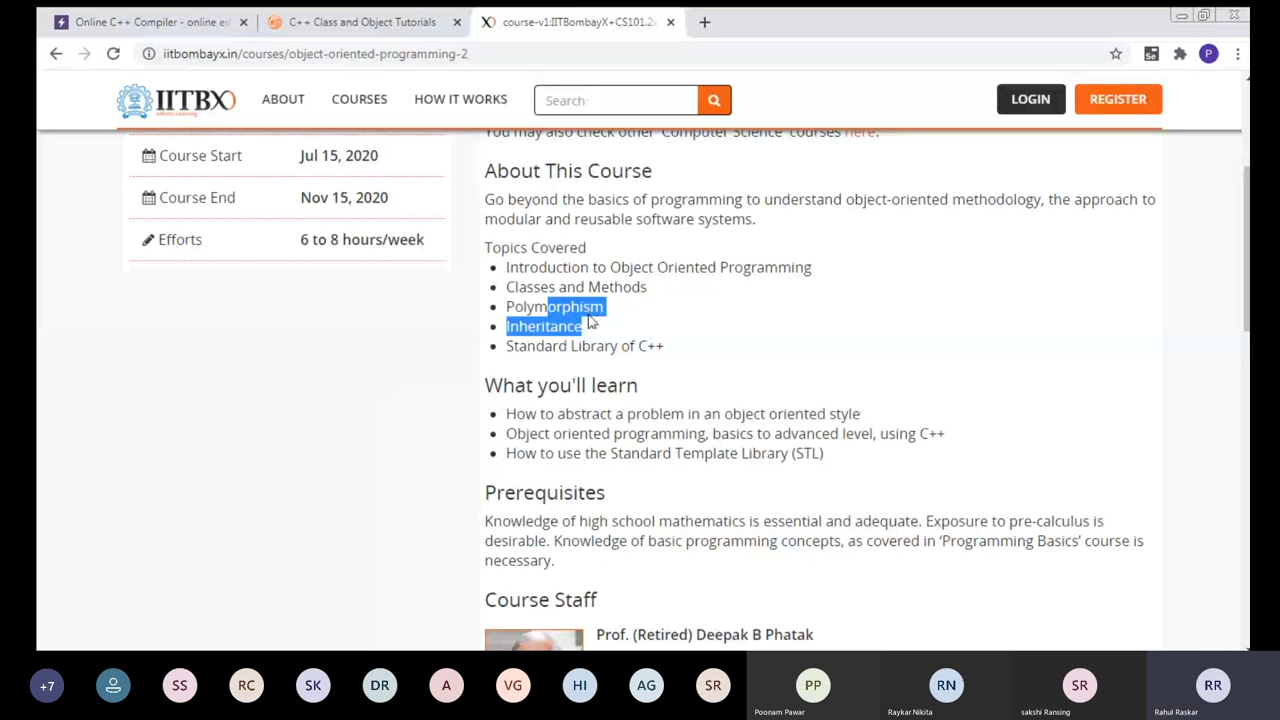 Online C++ Compiler - online ed
C++ Class and Object Tutorials
course-v1:IITBombayX+CS101.2x
iitbombayx.in/courses/object-oriented-programming-2
P
IITBX
ABOUT
COURSES
HOW IT WORKS
Search
LOGIN
REGISTER
You may also check other 'Computer Science' courses here.
Course Start Jul 15, 2020
Course End Nov 15, 2020
Efforts 6 to 8 hours/week
About This Course
Go beyond the basics of programming to understand object-oriented methodology, the approach to
modular and reusable software systems.
Topics Covered
• Introduction to Object Oriented Programming
• Classes and Methods
• Polymorphism
• Inheritance
• Standard Library of C++
What you'll learn
• How to abstract a problem in an object oriented style
• Object oriented programming, basics to advanced level, using C++
• How to use the Standard Template Library (STL)
Prerequisites
Knowledge of high school mathematics is essential and adequate. Exposure to pre-calculus is
desirable. Knowledge of basic programming concepts, as covered in ‘Programming Basics’ course is
necessary.
Course Staff
Prof. (Retired) Deepak B Phatak
+7
SS
RC
SK
DR
A
VG
HI
AG
SR
PP
RN
SR
RR
Poonam Pawar
Raykar Nikita
sakshi Ransing
Rahul Raskar